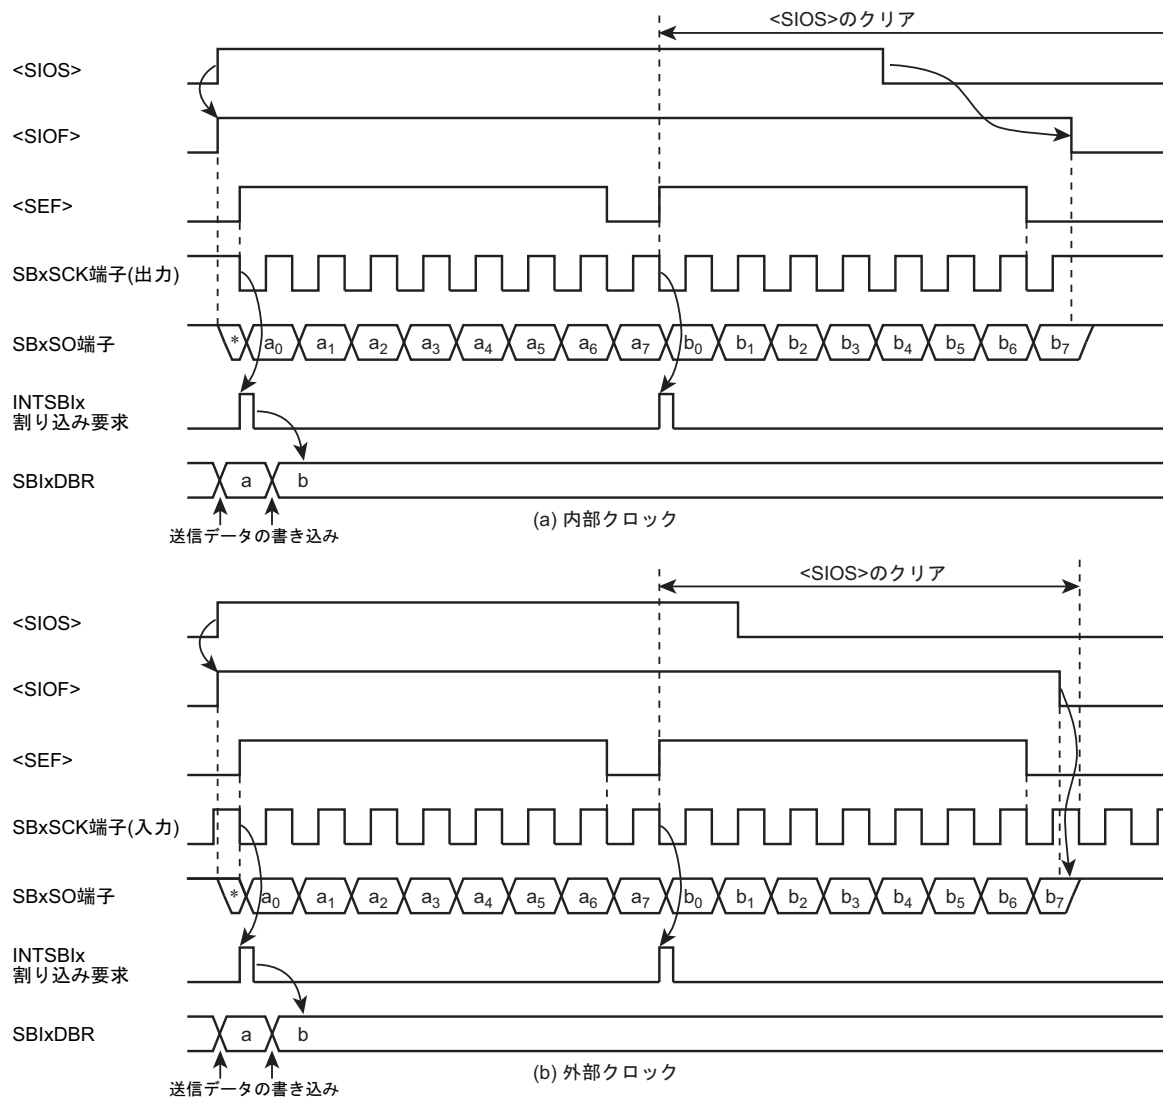 <SIOS>のクリア
<SIOS>
<SIOF>
<SEF>
SBxSCK端子(出力)
SBxSO端子 * a0 a1 a2 a3 a4 a5 a6 a7 b0 b1 b2 b3 b4 b5 b6 b7
INTSBIx
割り込み要求
SBIxDBR a b
送信データの書き込み
(a) 内部クロック
<SIOS>のクリア
<SIOS>
<SIOF>
<SEF>
SBxSCK端子(入力)
SBxSO端子 * a0 a1 a2 a3 a4 a5 a6 a7 b0 b1 b2 b3 b4 b5 b6 b7
INTSBIx
割り込み要求
SBIxDBR a b
送信データの書き込み
(b) 外部クロック